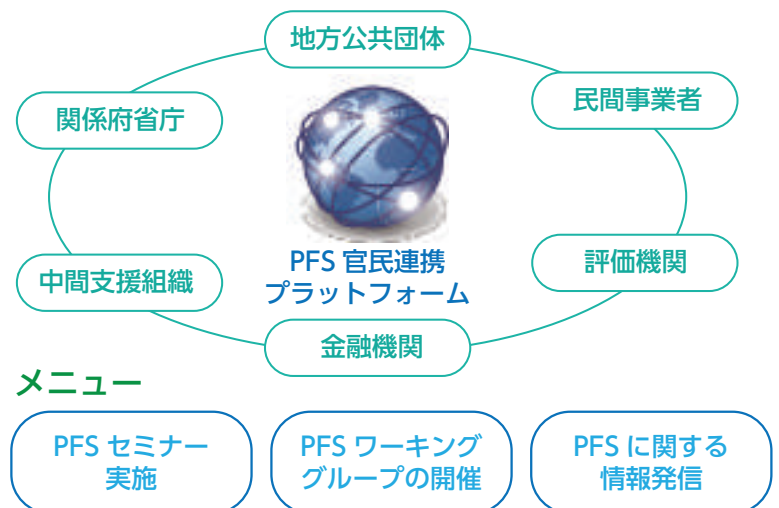 地方公共団体
関係府省庁
民間事業者
PFS 官民連携
プラットフォーム
中間支援組織
評価機関
金融機関
メニュー
PFS セミナー
実施
PFS ワーキング
グループの開催
PFS に関する
情報発信